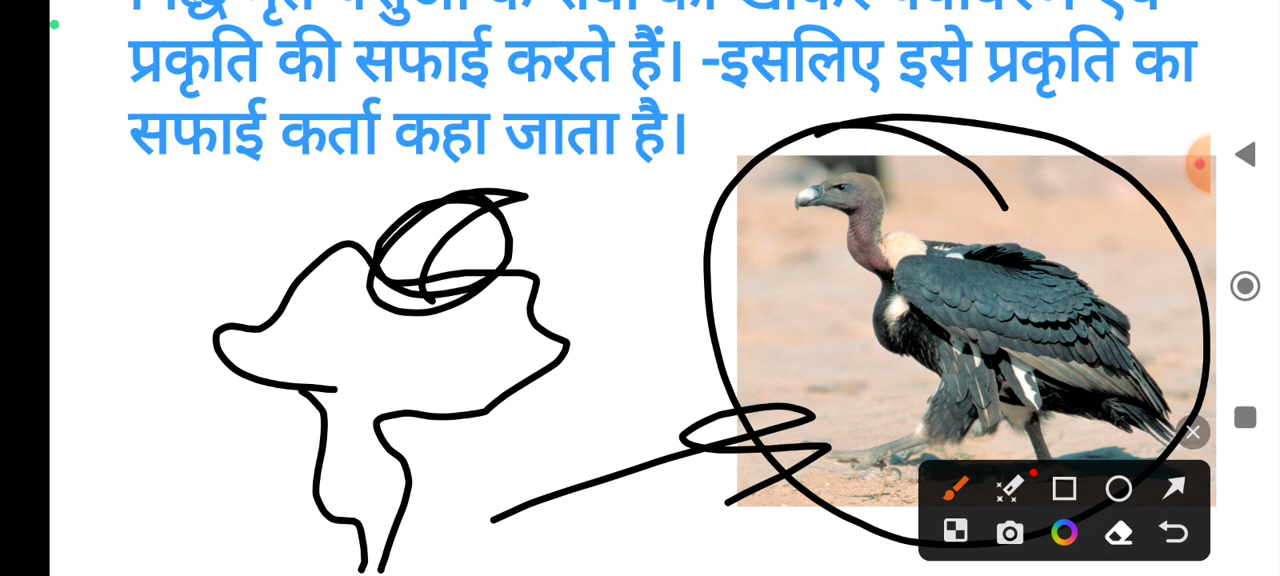 प्रकृति की सफाई करते हैं। -इसलिए इसे प्रकृति का
सफाई कर्ता कहा जाता है।